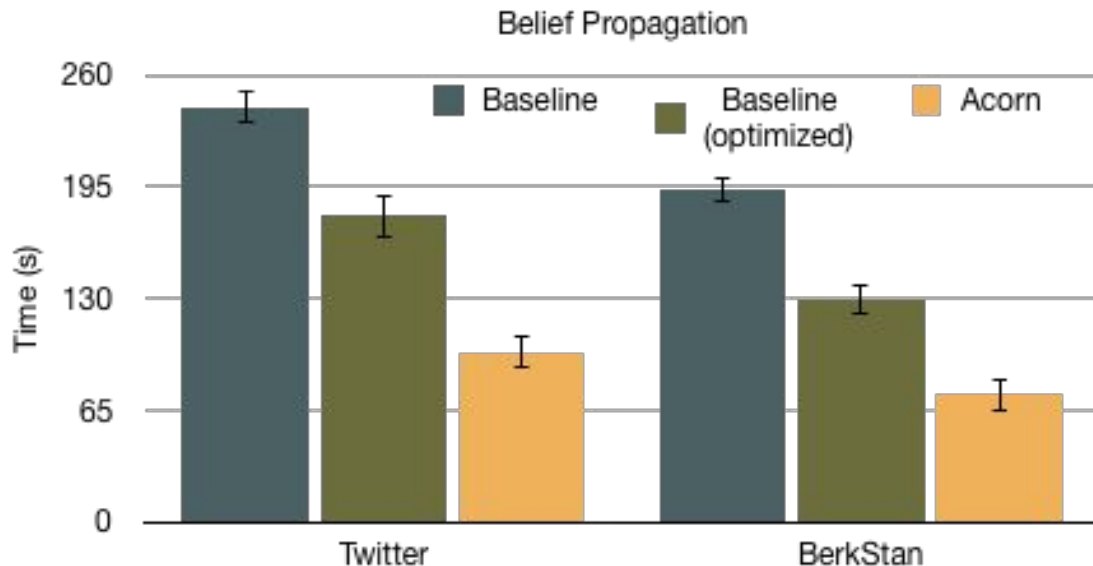 Belief Propagation
260
Baseline
Baseline
(optimized)
Acorn
195
130
65
0
Time (s)
Twitter
BerkStan